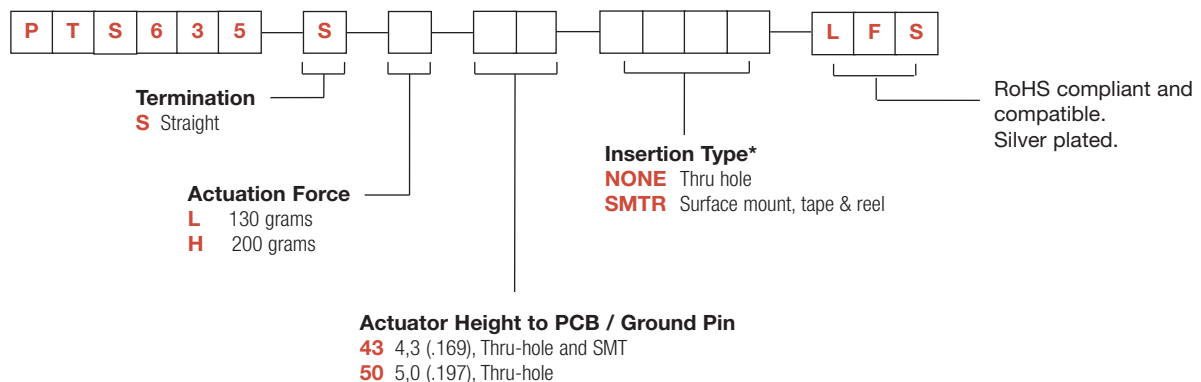 P T S 6 3 5 S L F S
Termination
S Straight
RoHS compliant and
compatible.
Silver plated.
Insertion Type*
NONE Thru hole
SMTR Surface mount, tape & reel
Actuation Force
L 130 grams
H 200 grams
Actuator Height to PCB / Ground Pin
43 4,3 (.169), Thru-hole and SMT
50 5,0 (.197), Thru-hole